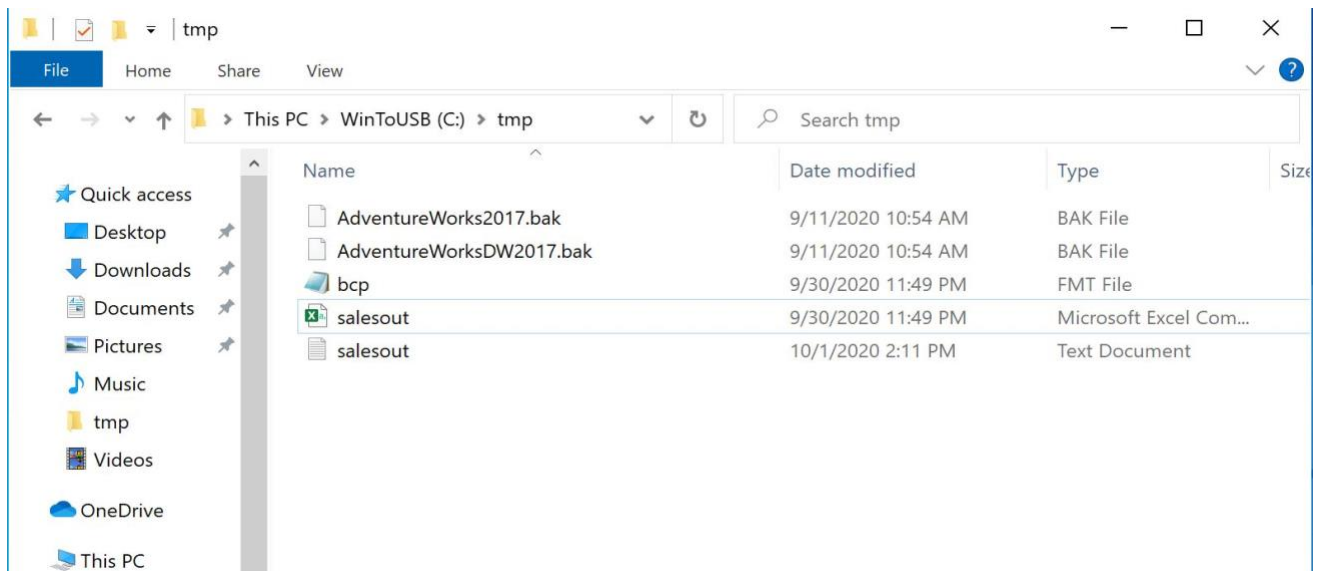 tmp
File Home Share View
This PC > WinToUSB (C:) > tmp
Search tmp
Name Date modified Type Size
Quick access
Desktop
Downloads
Documents
Pictures
Music
tmp
Videos
OneDrive
This PC
AdventureWorks2017.bak 9/11/2020 10:54 AM BAK File
AdventureWorksDW2017.bak 9/11/2020 10:54 AM BAK File
bcp 9/30/2020 11:49 PM FMT File
salesout 9/30/2020 11:49 PM Microsoft Excel Com...
salesout 10/1/2020 2:11 PM Text Document